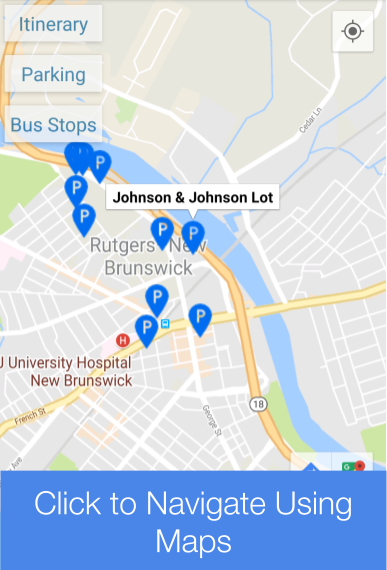 Itinerary
Parking
Bus Stops
Cedar Ln
P
P
P
Johnson & Johnson Lot
P
P
P
Rutgers New
Brunswick
P
P
P
H
J University Hospital
New Brunswick
French St
George St
18
Ave
G
Click to Navigate Using
Maps